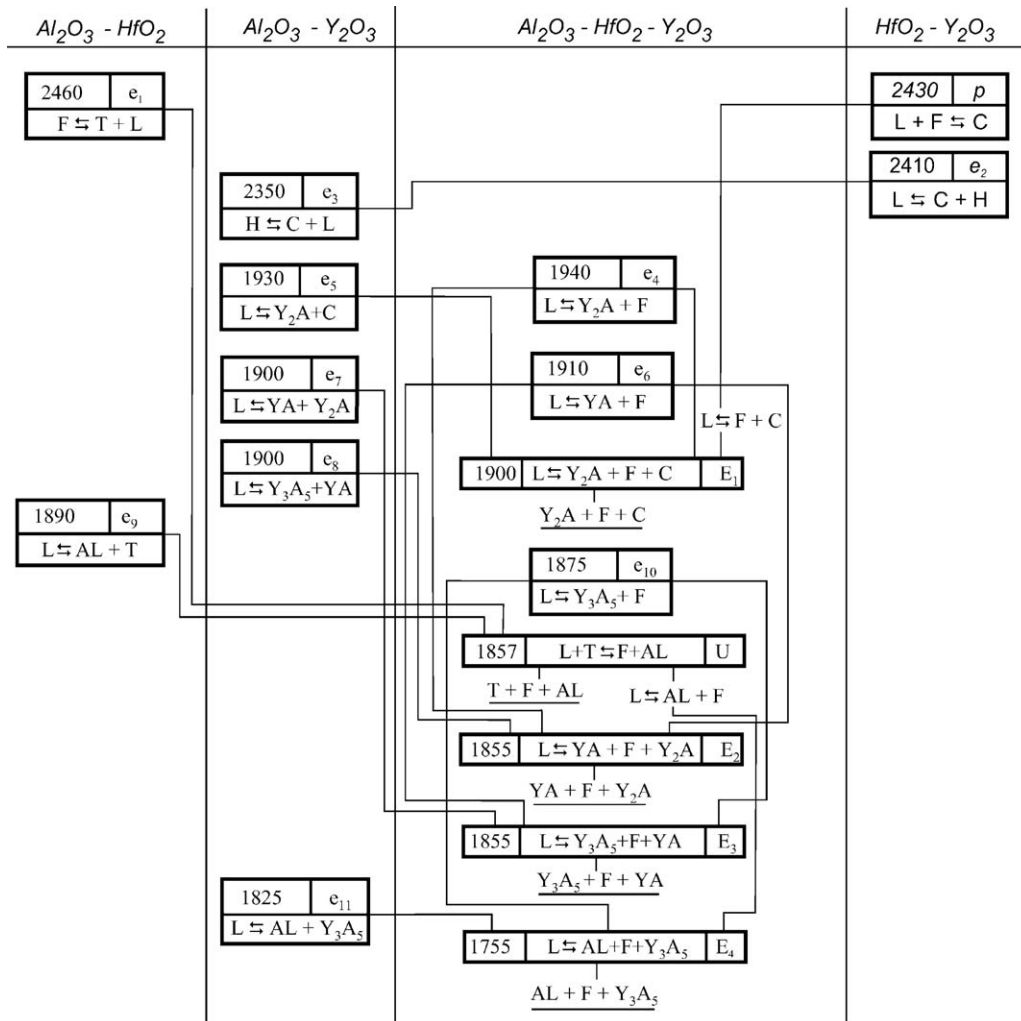 Al₂O₃ - HfO₂
Al₂O₃ - Y₂O₃
Al₂O₃ - HfO₂ - Y₂O₃
HfO₂ - Y₂O₃
2460 e₁
F ⇆ T + L
2430 p
L + F ⇆ C
2410 e₂
L ⇆ C + H
2350 e₃
H ⇆ C + L
1930 e₅
L ⇆ Y₂A+C
1940 e₄
L ⇆ Y₂A + F
1900 e₇
L ⇆ YA+ Y₂A
1910 e₆
L ⇆ YA + F
L ⇆ F + C
1900 e₈
L ⇆ Y₃A₅+YA
1900 L ⇆ Y₂A + F + C E₁
Y₂A + F + C
1890 e₉
L ⇆ AL + T
1875 e₁₀
L ⇆ Y₃A₅+ F
1857 L+T ⇆ F+AL U
T + F + AL
L ⇆ AL + F
1855 L ⇆ YA + F + Y₂A E₂
YA + F + Y₂A
1855 L ⇆ Y₃A₅+F+YA E₃
Y₃A₅ + F + YA
1825 e₁₁
L ⇆ AL + Y₃A₅
1755 L ⇆ AL+F+Y₃A₅ E₄
AL + F + Y₃A₅